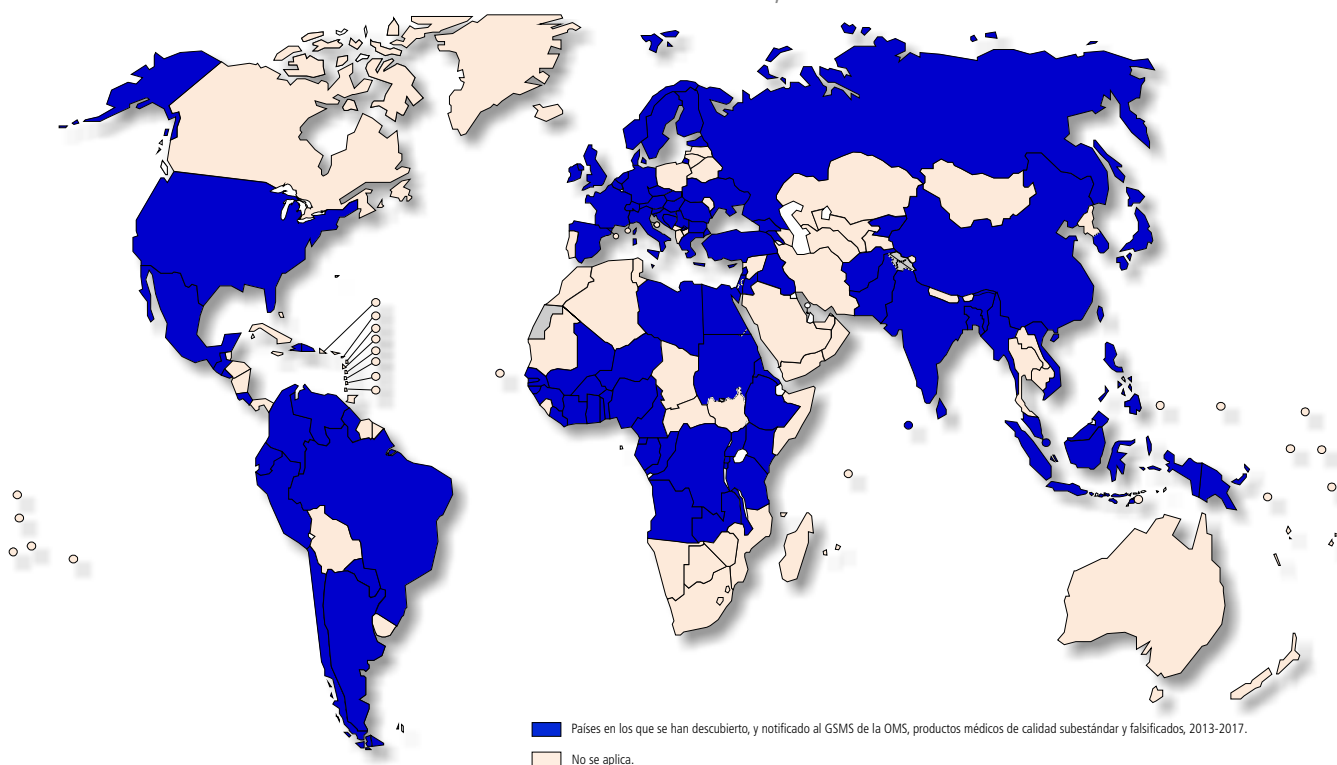 Países en los que se han descubierto, y notificado al GSMS de la OMS, productos médicos de calidad subestándar y falsificados, 2013-2017.
No se aplica.